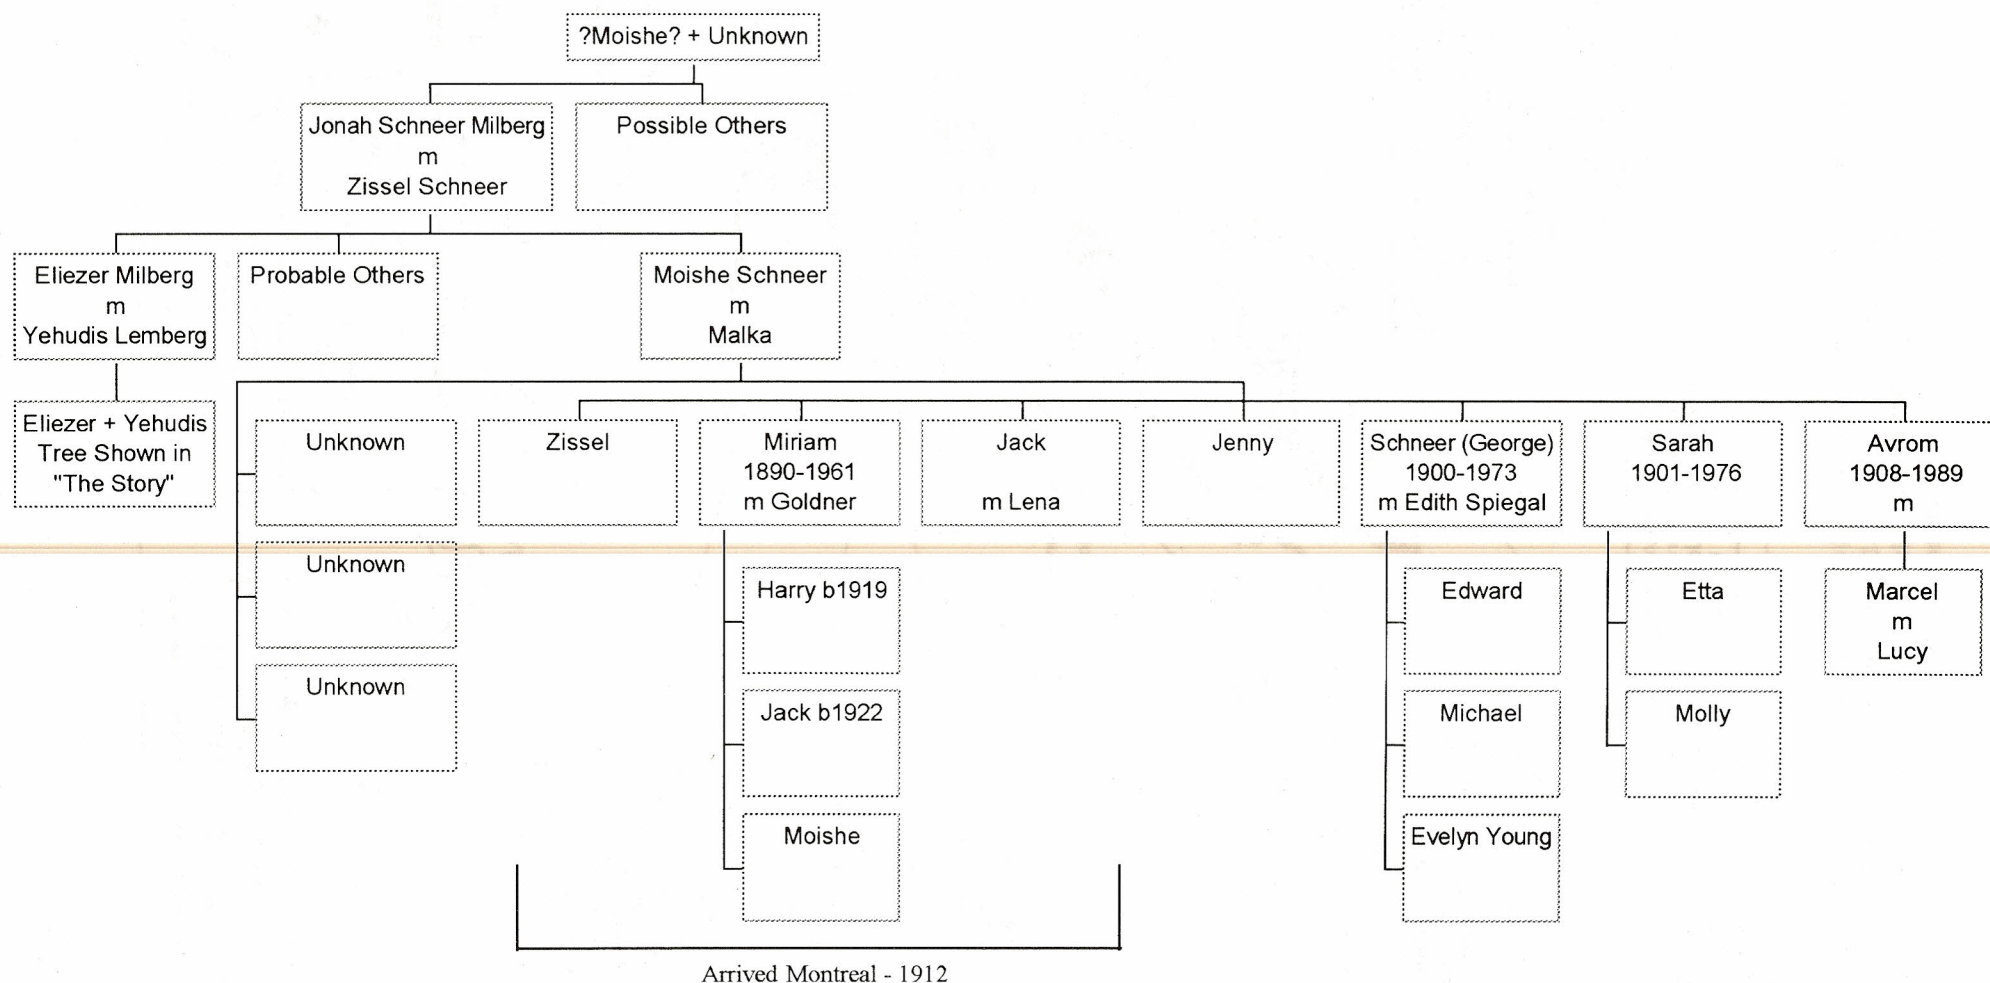 ?Moishe? + Unknown
Jonah Schneer Milberg
m
Zissel Schneer
Possible Others
Eliezer Milberg
m
Yehudis Lemberg
Probable Others
Moishe Schneer
m
Malka
Eliezer + Yehudis
Tree Shown in
"The Story"
Unknown
Unknown
Unknown
Zissel
Miriam
1890-1961
m Goldner
Harry b1919
Jack b1922
Moishe
Jack
m Lena
Jenny
Schneer (George)
1900-1973
m Edith Spiegal
Edward
Michael
Evelyn Young
Sarah
1901-1976
Etta
Molly
Avrom
1908-1989
m
Marcel
m
Lucy
Arrived Montreal - 1912